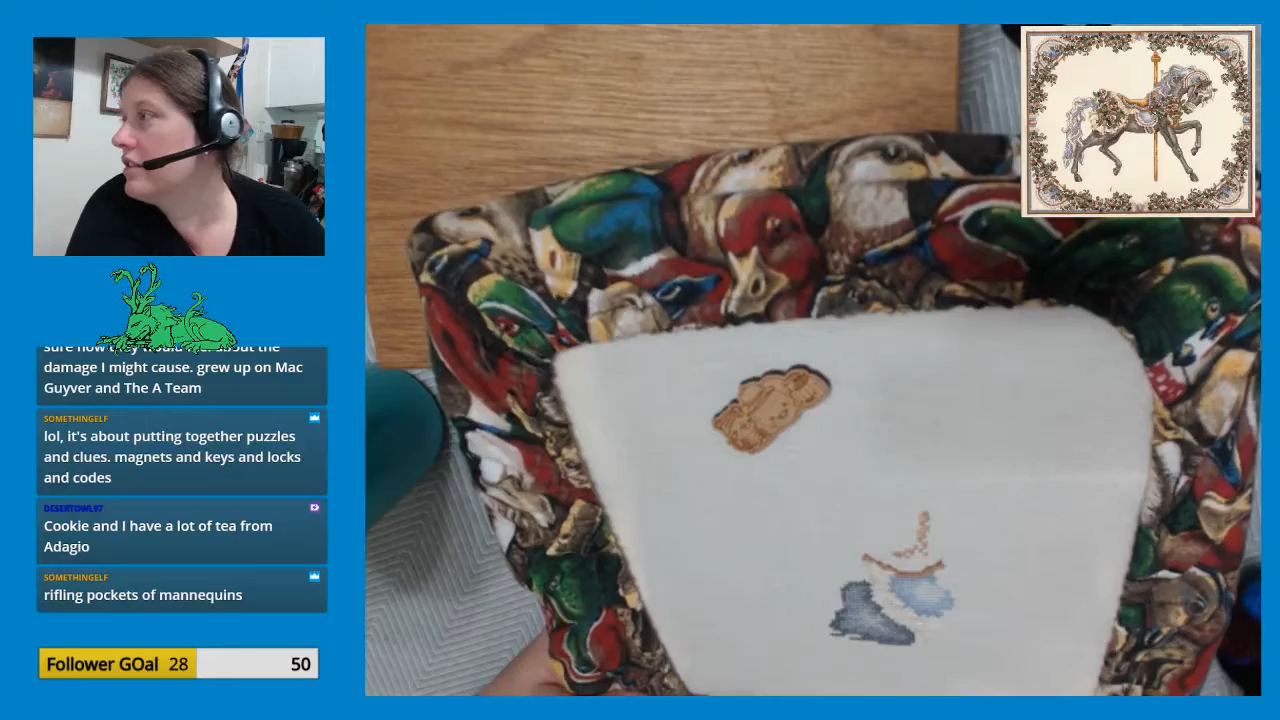 damage I might cause. grew up on Mac
Guyver and The A Team
SOMETHINGELF
lol, it's about putting together puzzles
and clues. magnets and keys and locks
and codes
DESERTOWL97
Cookie and I have a lot of tea from
Adagio
SOMETHINGELF
rifling pockets of mannequins
Follower GOal 28 50